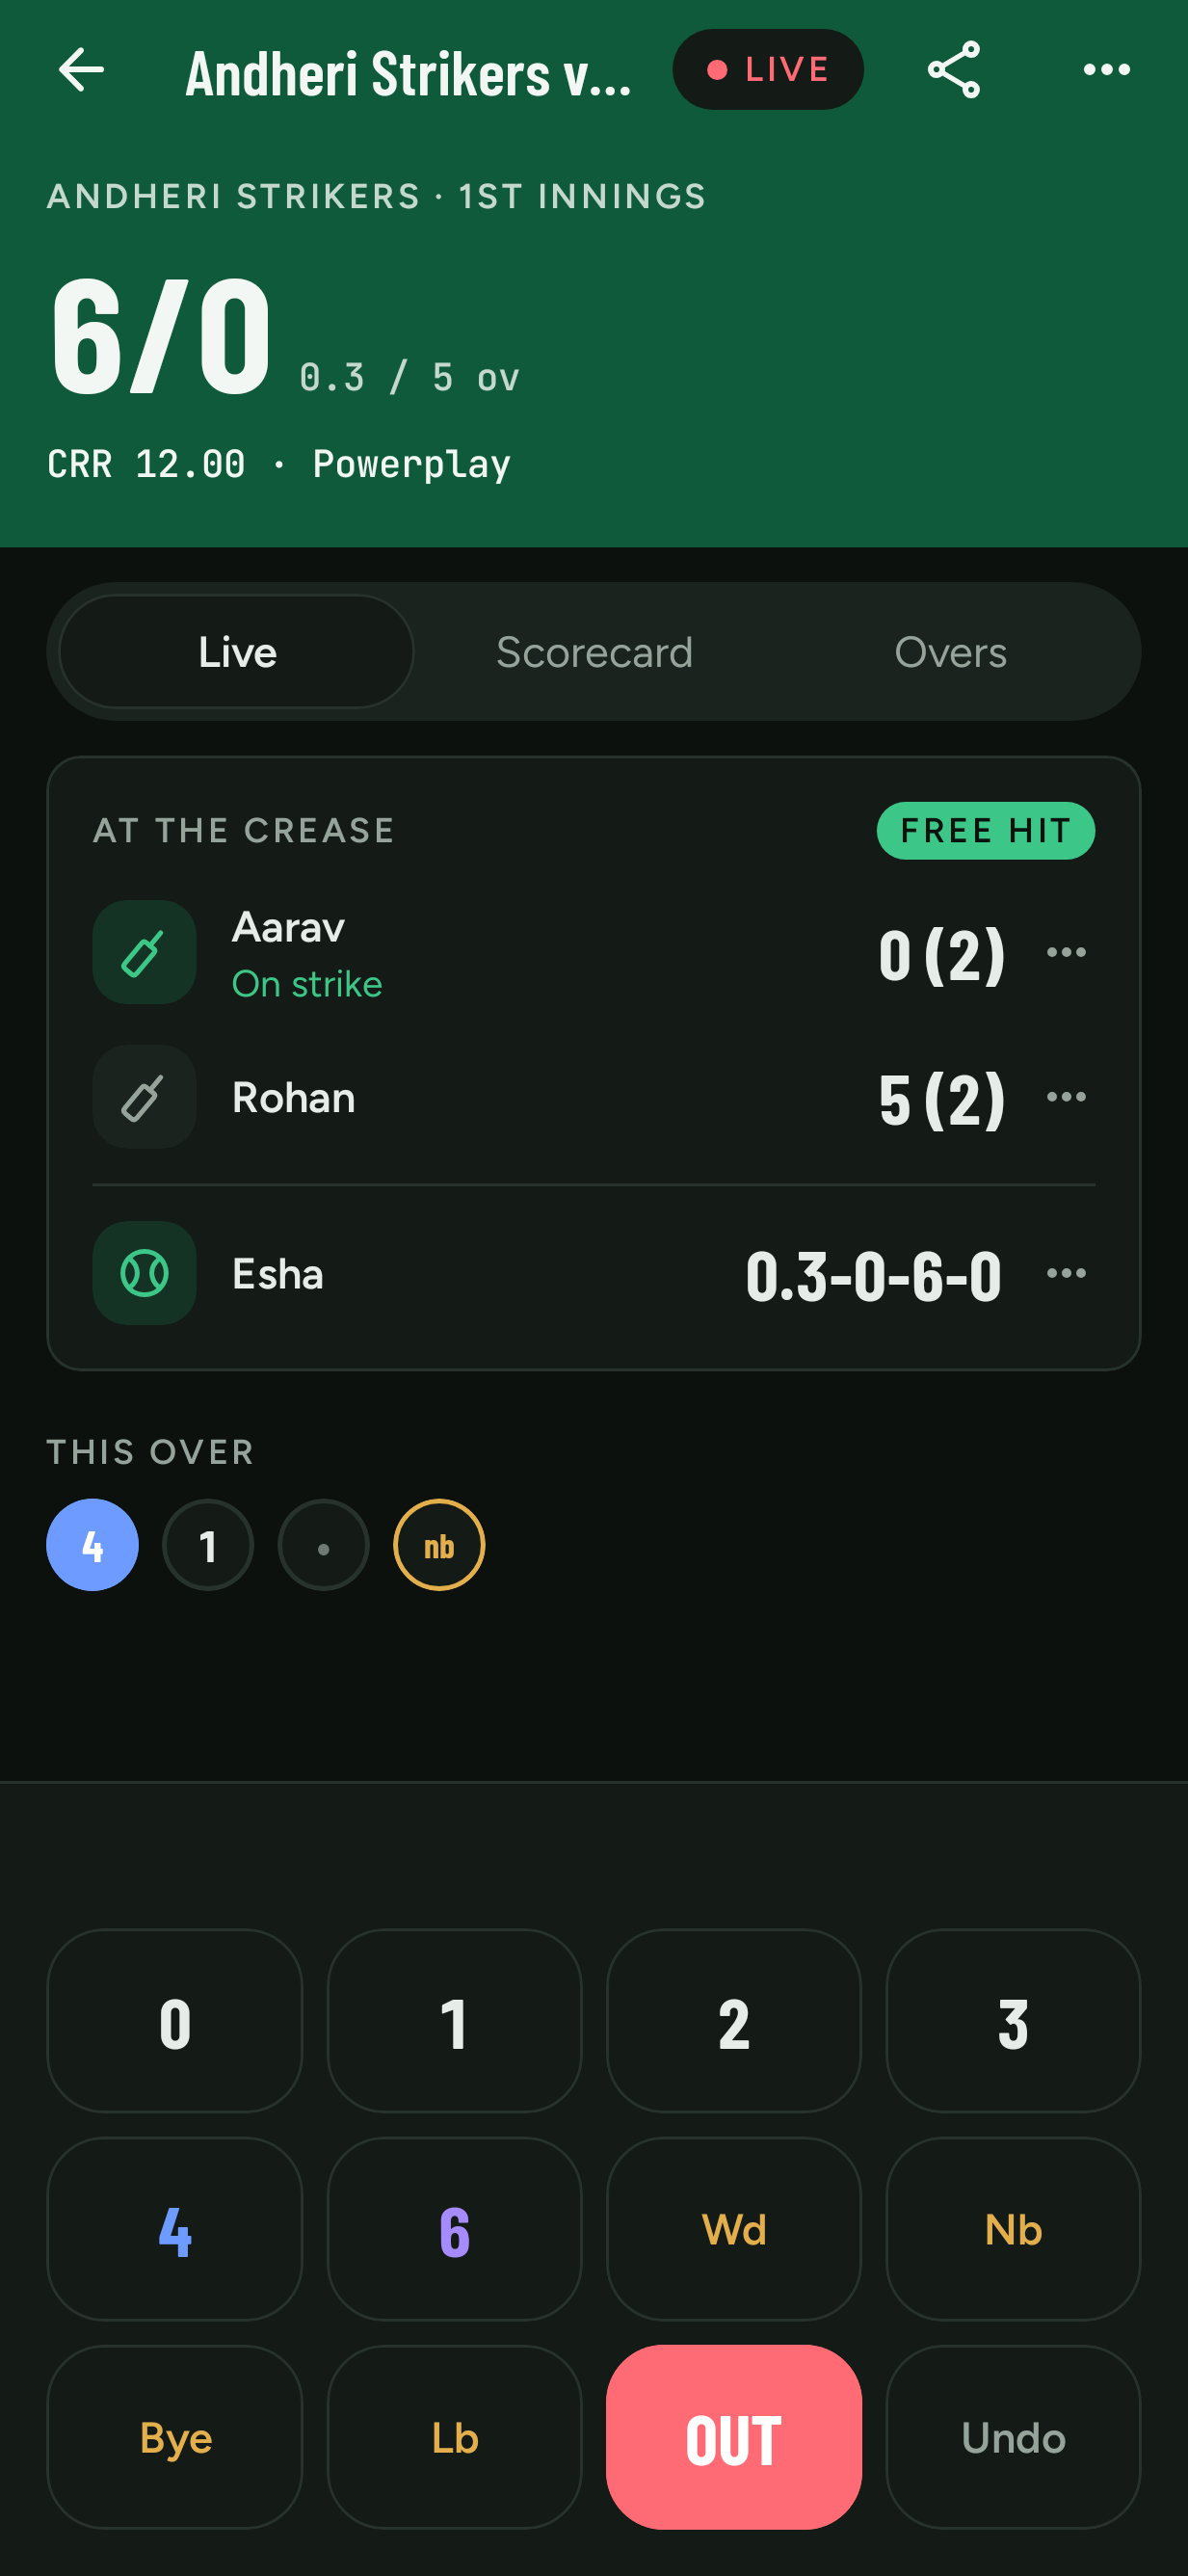 Andheri Strikers v...
LIVE
ANDHERI STRIKERS · 1ST INNINGS
6/0 0.3 / 5 ov
CRR 12.00 · Powerplay
Live Scorecard Overs
AT THE CREASE FREE HIT
Aarav
On strike
0 (2)
Rohan 5 (2)
Esha 0.3-0-6-0
THIS OVER
4 1 • nb
0 1 2 3
4 6 Wd Nb
Bye Lb OUT Undo